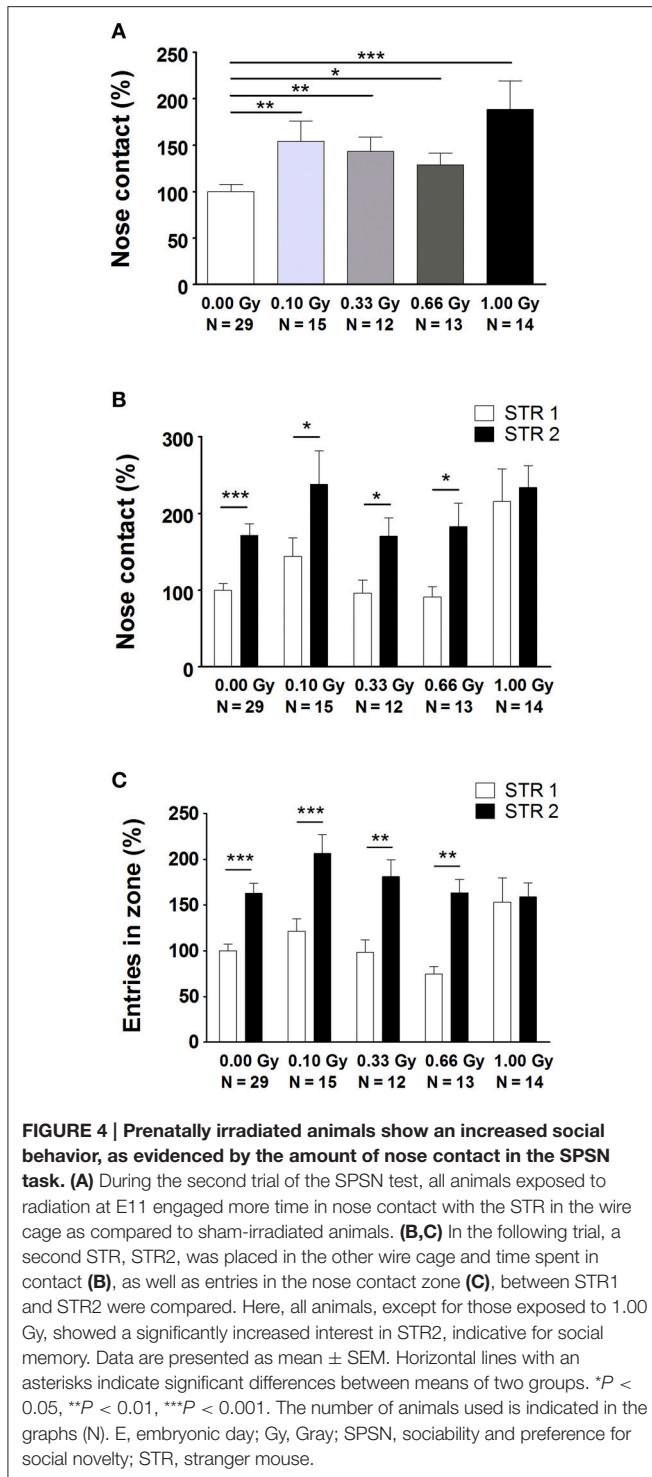 A
***
*
**
**
Nose contact (%)
250
200
150
100
50
0
0.00 Gy 0.10 Gy 0.33 Gy 0.66 Gy 1.00 Gy
N = 29 N = 15 N = 12 N = 13 N = 14
B
STR 1
STR 2
Nose contact (%)
300
200
100
0
***
*
*
*
0.00 Gy 0.10 Gy 0.33 Gy 0.66 Gy 1.00 Gy
N = 29 N = 15 N = 12 N = 13 N = 14
C
STR 1
STR 2
Entries in zone (%)
250
200
150
100
50
0
***
***
**
**
0.00 Gy 0.10 Gy 0.33 Gy 0.66 Gy 1.00 Gy
N = 29 N = 15 N = 12 N = 13 N = 14
FIGURE 4 | Prenatally irradiated animals show an increased social
behavior, as evidenced by the amount of nose contact in the SPSN
task. (A) During the second trial of the SPSN test, all animals exposed to
radiation at E11 engaged more time in nose contact with the STR in the wire
cage as compared to sham-irradiated animals. (B,C) In the following trial, a
second STR, STR2, was placed in the other wire cage and time spent in
contact (B), as well as entries in the nose contact zone (C), between STR1
and STR2 were compared. Here, all animals, except for those exposed to 1.00
Gy, showed a significantly increased interest in STR2, indicative for social
memory. Data are presented as mean ± SEM. Horizontal lines with an
asterisks indicate significant differences between means of two groups. *P <
0.05, **P < 0.01, ***P < 0.001. The number of animals used is indicated in the
graphs (N). E, embryonic day; Gy, Gray; SPSN, sociability and preference for
social novelty; STR, stranger mouse.